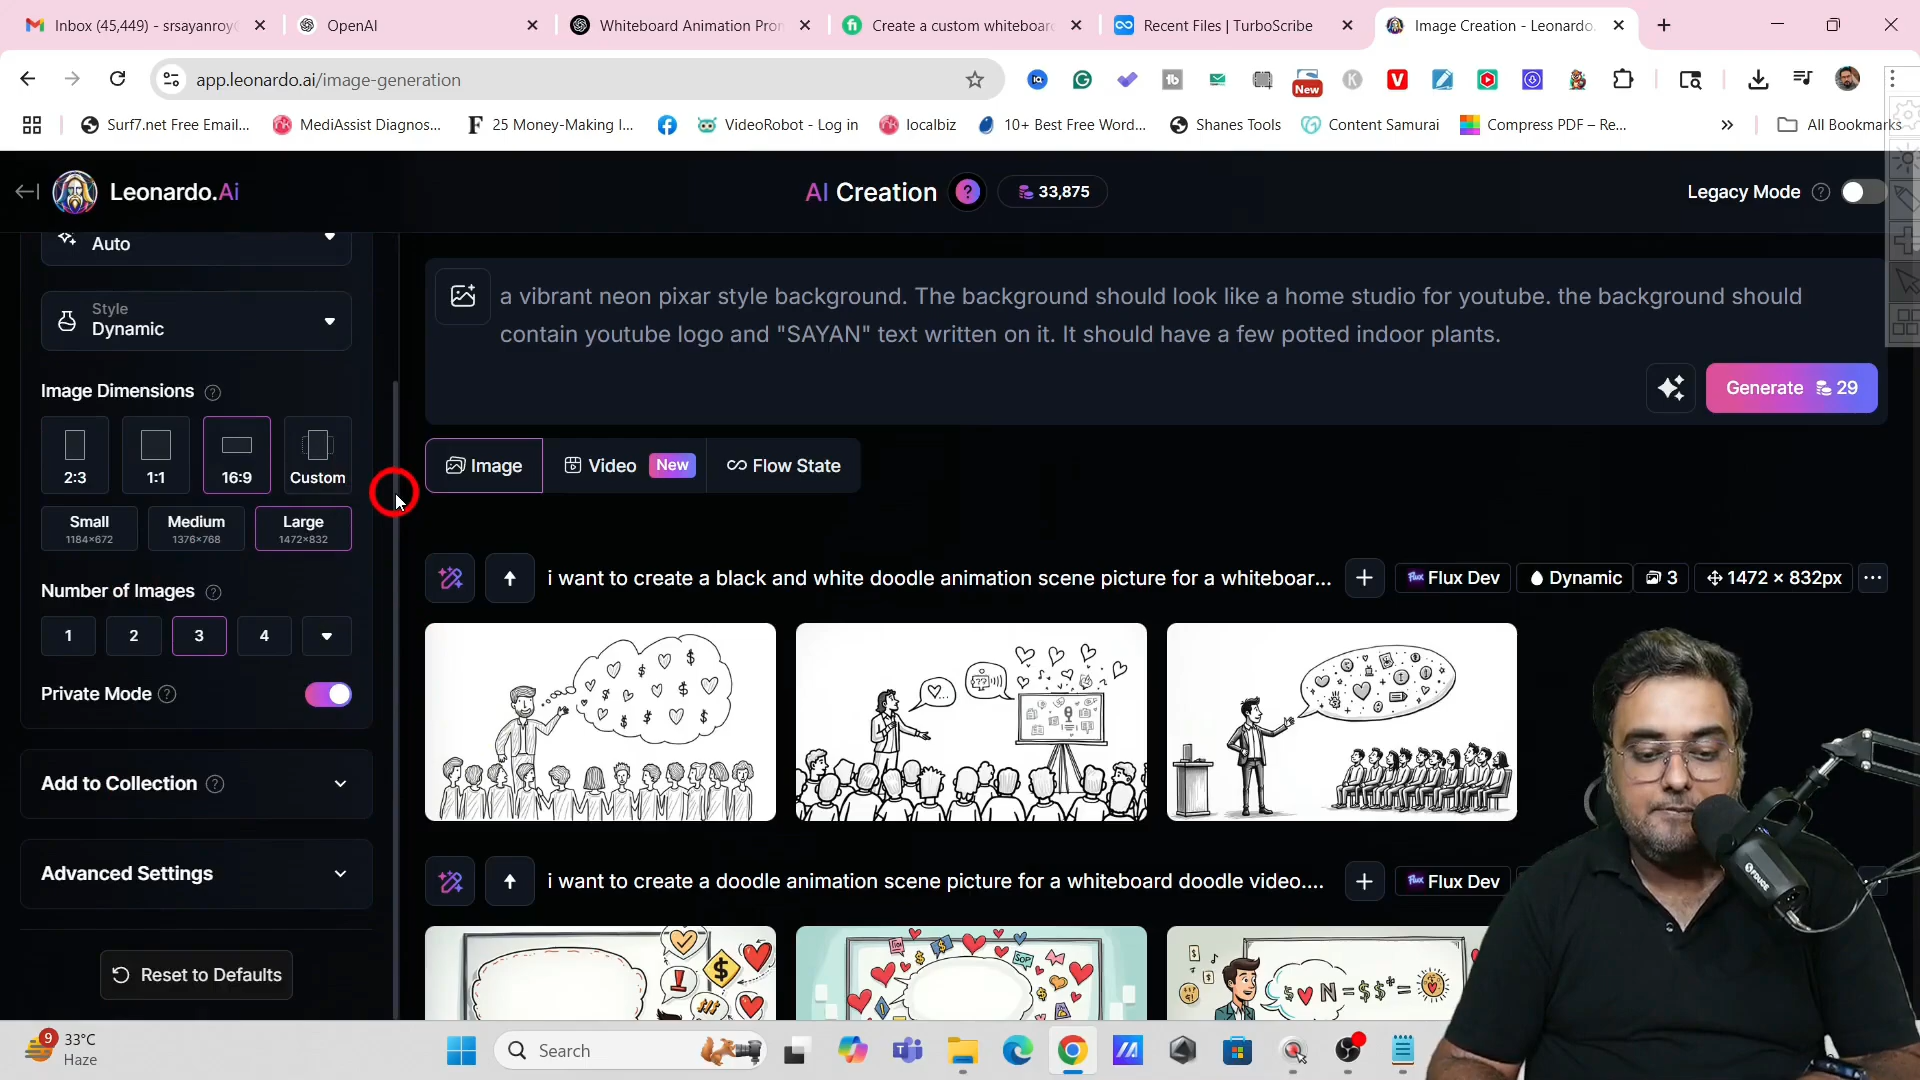 Inbox (45,449) - srsayanroy
OpenAI
Whiteboard Animation Pro
Create a custom whiteboar
Recent Files | TurboScribe
Image Creation - Leonardo.
app.leonardo.ai/image-generation
New
Surf7.net Free Email...
MediAssist Diagnos...
25 Money-Making I...
VideoRobot - Log in
localbiz
10+ Best Free Word...
Shanes Tools
Content Samurai
Compress PDF – Re...
All Bookmarks
Leonardo.Ai
AI Creation
33,875
Legacy Mode
Auto
Style
Dynamic
Image Dimensions
2:3
1:1
16:9
Custom
Small
1184×672
Medium
1376×768
Large
1472×832
Number of Images
1
2
3
4
Private Mode
Add to Collection
Advanced Settings
Reset to Defaults
a vibrant neon pixar style background. The background should look like a home studio for youtube. the background should
contain youtube logo and "SAYAN" text written on it. It should have a few potted indoor plants.
Generate 29
Image
Video New
Flow State
i want to create a black and white doodle animation scene picture for a whiteboar...
Flux Dev
Dynamic
3
1472 × 832px
i want to create a doodle animation scene picture for a whiteboard doodle video....
Flux Dev
9
33°C
Haze
Search